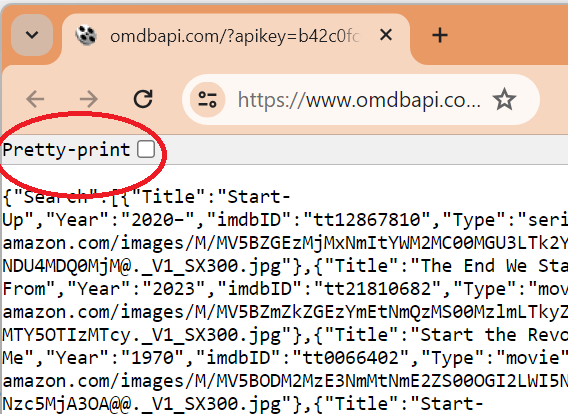 omdbapi.com/?apikey=b42c0fc
https://www.omdbapi.co...
Pretty-print
{"Search":[{"Title":"Start-
Up","Year":"2020–","imdbID":"tt12867810","Type":"seri
amazon.com/images/M/MV5BZGEzMjMxNmItYWM2MC00MGU3LTk2Y
NDU4MDQ0MjM@._V1_SX300.jpg"},{"Title":"The End We Sta
From","Year":"2023","imdbID":"tt21810682","Type":"mov
amazon.com/images/M/MV5BZmZkZGEzYmEtNmQzMS00MzlmLTkyZ
MTY5OTIzMTcy._V1_SX300.jpg"},{"Title":"Start the Revo
Me","Year":"1970","imdbID":"tt0066402","Type":"movie"
amazon.com/images/M/MV5BODM2MzE3NmMtNmE2ZS00OGI2LWI5N
Nzc5MjA3OA@@._V1_SX300.jpg"},{"Title":"Start-